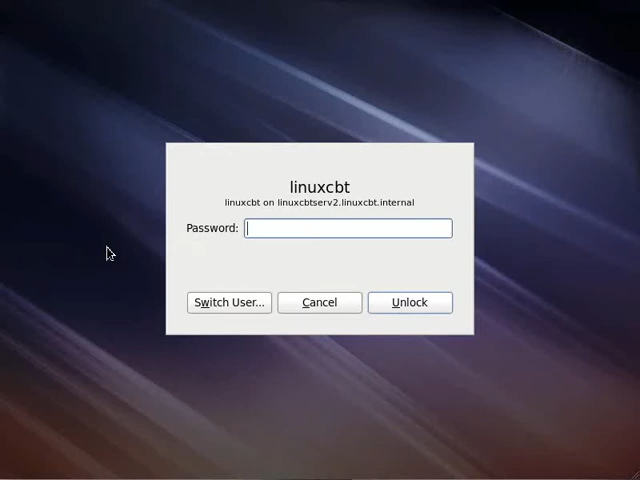 linuxcbt
linuxcbt on linuxcbtserv2.linuxcbt.internal
Password:
Switch User... Cancel Unlock